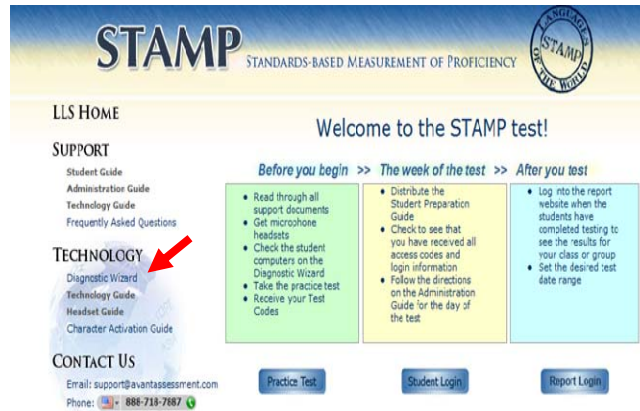 STAMP STANDARDS-BASED MEASUREMENT OF PROFICIENCY
LANGUAGES
STAMP
OF THE WORLD
LLS HOME
SUPPORT
Student Guide
Administration Guide
Technology Guide
Frequently Asked Questions
TECHNOLOGY
Diagnostic Wizard
Technology Guide
Headset Guide
Character Activation Guide
CONTACT US
Email: support@avantassessment.com
Phone: 888-713-7887
Welcome to the STAMP test!
Before you begin >> The week of the test >> After you test
• Read through all
support documents
• Get microphone
headsets
• Check the student
computers on the
Diagnostic Wizard
• Take the practice test
• Receive your Test
Codes
• Distribute the
Student Preparation
Guide
• Check to see that
you have received all
access codes and
login information
• Follow the directions
on the Administration
Guide for the day of
the test
• Log into the report
website when the
students have
completed testing to
see the results for
your class or group
• Set the desired test
date range
Practice Test
Student Login
Report Login